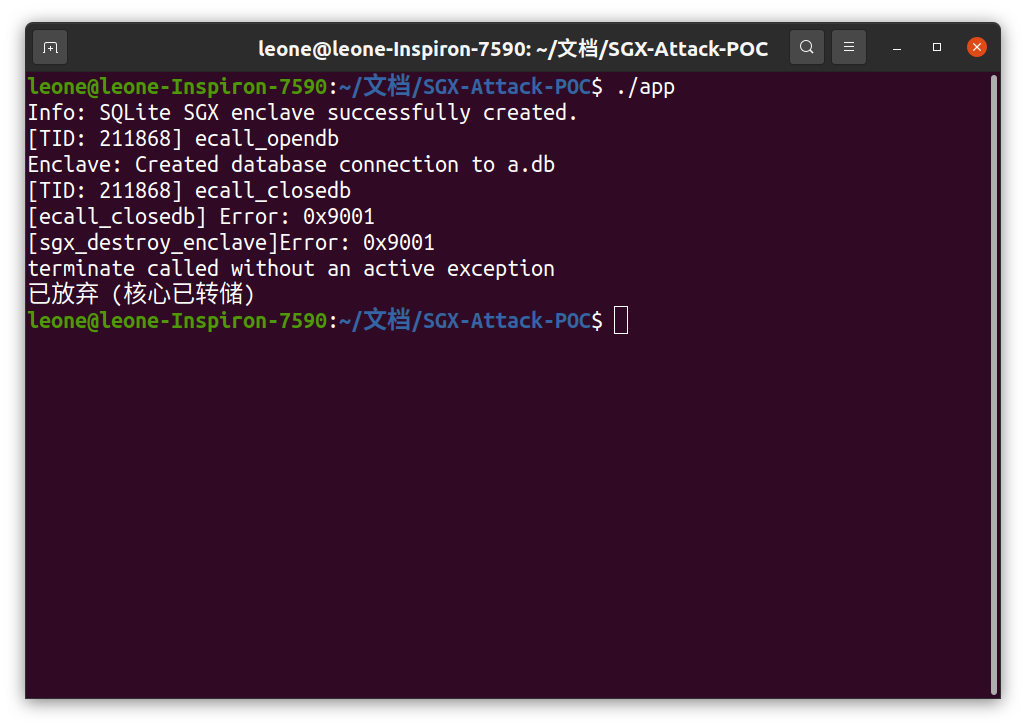 leone@leone-Inspiron-7590: ~/文档/SGX-Attack-POC
leone@leone-Inspiron-7590:~/文档/SGX-Attack-POC$ ./app
Info: SQLite SGX enclave successfully created.
[TID: 211868] ecall_opendb
Enclave: Created database connection to a.db
[TID: 211868] ecall_closedb
[ecall_closedb] Error: 0x9001
[sgx_destroy_enclave]Error: 0x9001
terminate called without an active exception
已放弃 (核心已转储)
leone@leone-Inspiron-7590:~/文档/SGX-Attack-POC$